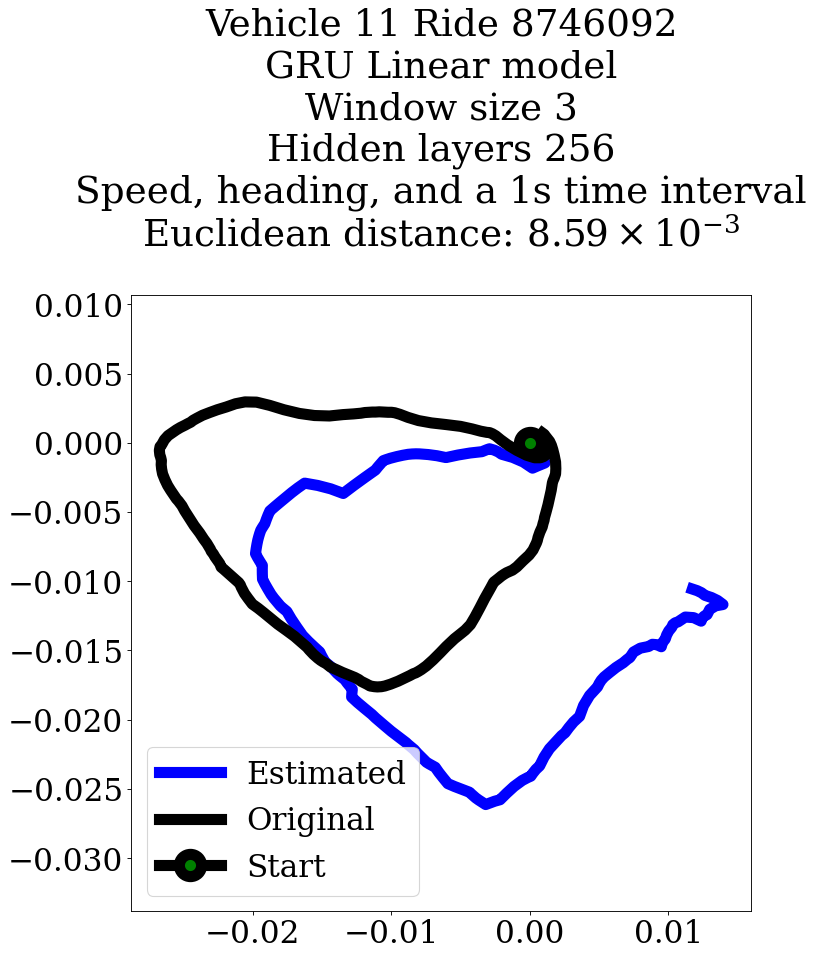 Vehicle 11 Ride 8746092
GRU Linear model
Window size 3
Hidden layers 256
Speed, heading, and a 1s time interval
Euclidean distance: 8.59 × 10⁻³
0.010
0.005
0.000
−0.005
−0.010
−0.015
−0.020
−0.025
−0.030
Estimated
Original
Start
−0.02 −0.01 0.00 0.01